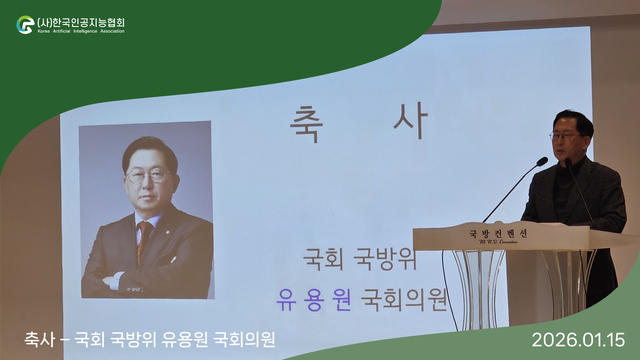 (사)한국인공지능협회
Korea Artificial Intelligence Association
축 사
국회 국방위
유 용 원 국회의원
국방컨벤션
축사 – 국회 국방위 유용원 국회의원
2026.01.15